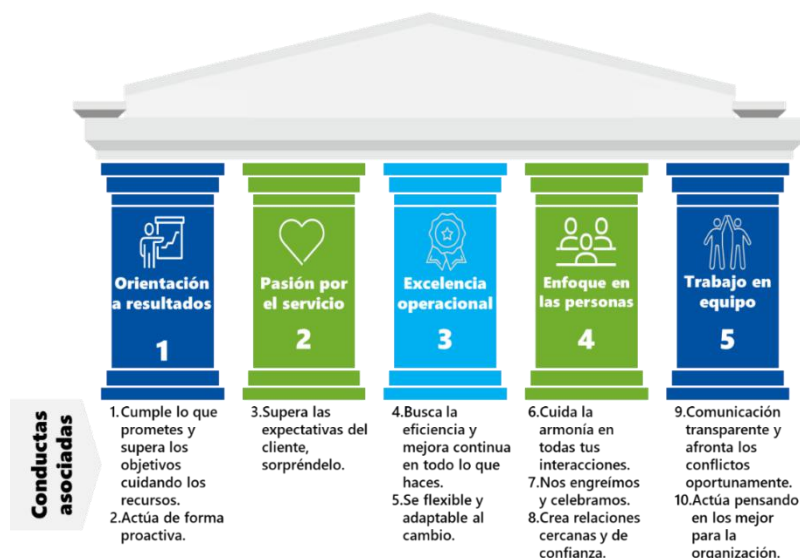 Orientación
a resultados
1
Pasión por
el servicio
2
Excelencia
operacional
3
Enfoque en
las personas
4
Trabajo en
equipo
5
Conductas
asociadas
1.Cumple lo que
prometes y
supera los
objetivos
cuidando los
recursos.
2.Actúa de forma
proactiva.
3.Supera las
expectativas del
cliente,
sorpréndelo.
4.Busca la
eficiencia y
mejora continua
en todo lo que
haces.
5.Se flexible y
adaptable al
cambio.
6.Cuida la
armonía en
todas tus
interacciones.
7.Nos engreímos
y celebramos.
8.Crea relaciones
cercanas y de
confianza.
9.Comunicación
transparente y
afronta los
conflictos
oportunamente.
10.Actúa pensando
en los mejor
para la
organización.